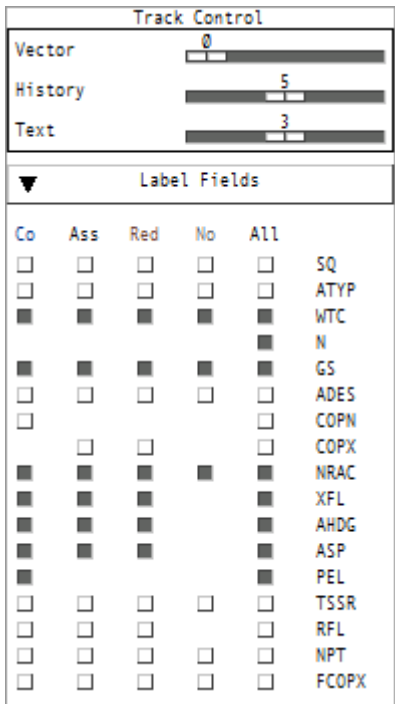 Track Control
0
Vector
5
History
3
Text
Label Fields
Co Ass Red No All
SQ
ATYP
WTC
N
GS
ADES
COPN
COPX
NRAC
XFL
AHDG
ASP
PEL
TSSR
RFL
NPT
FCOPX